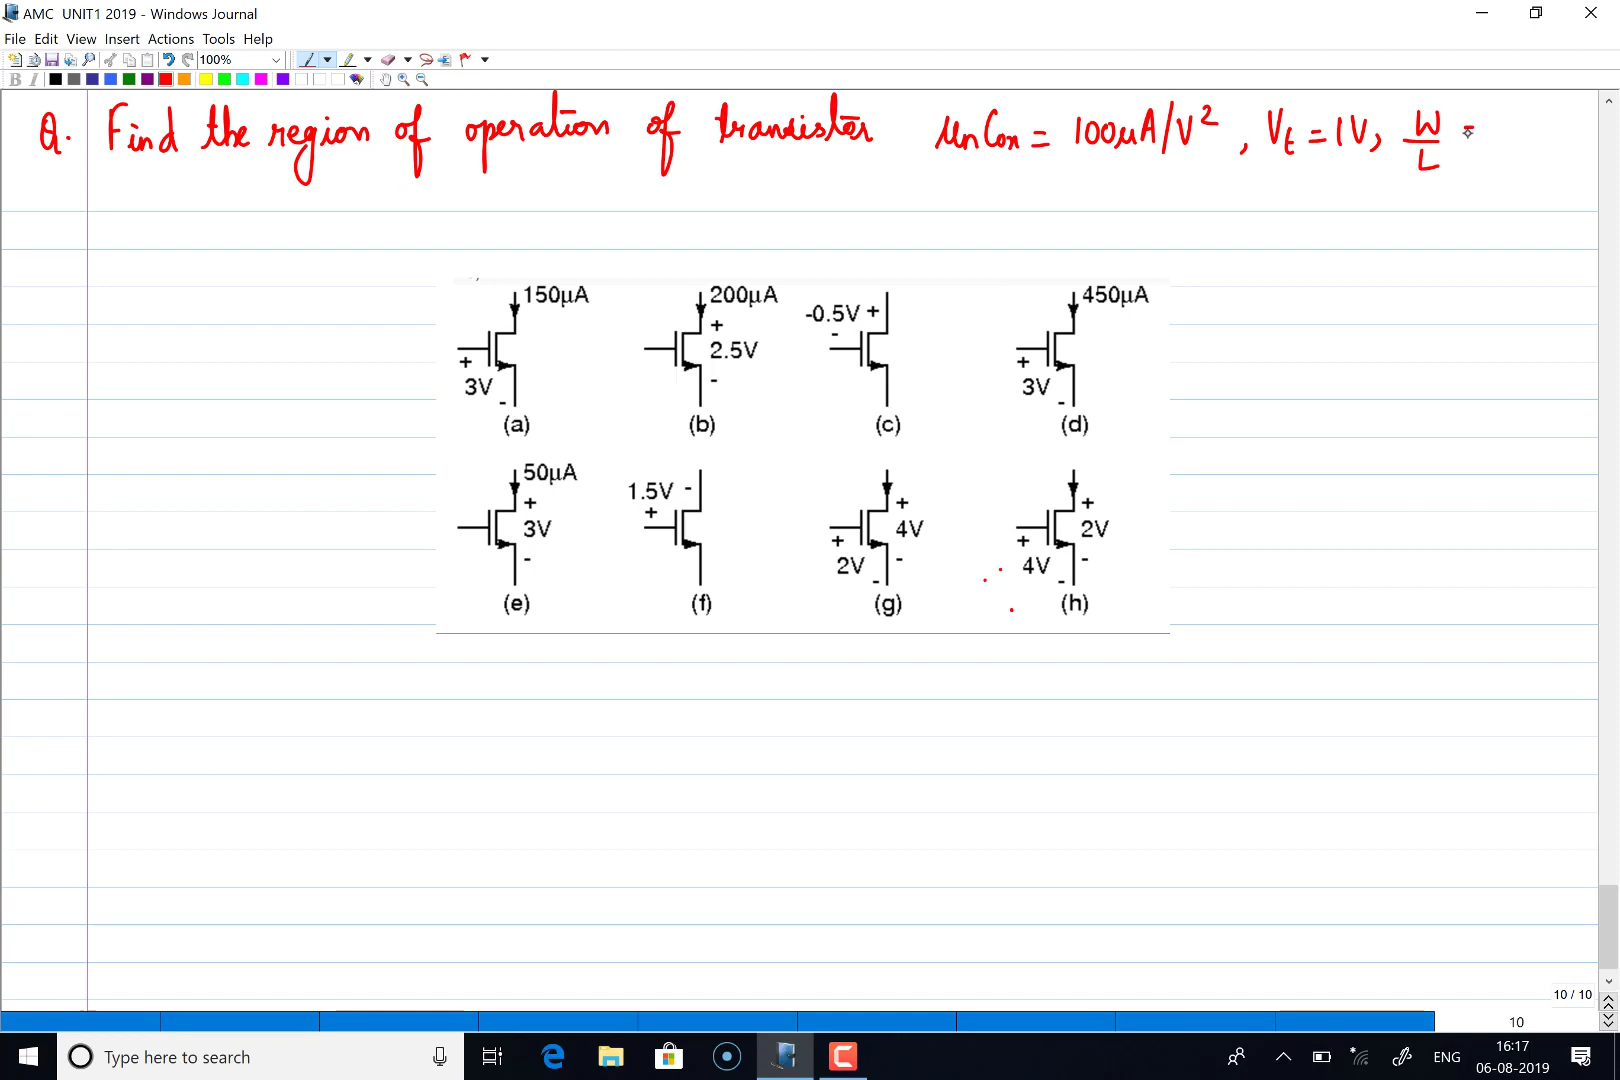 AMC UNIT1 2019 - Windows Journal
File Edit View Insert Actions Tools Help
100%
B I
Q. Find the region of operation of transistor μnCox = 100μA/V², Vt = 1V, W/L =
150μA 200μA -0.5V + 450μA
+ - + 
+ 2.5V +
3V - - 3V -
(a) (b) (c) (d)
50μA 1.5V -
+ + + +
3V 4V 2V
- + - + -
2V - 4V -
(e) (f) (g) (h)
10 / 10
10
Type here to search
ENG
16:17
06-08-2019